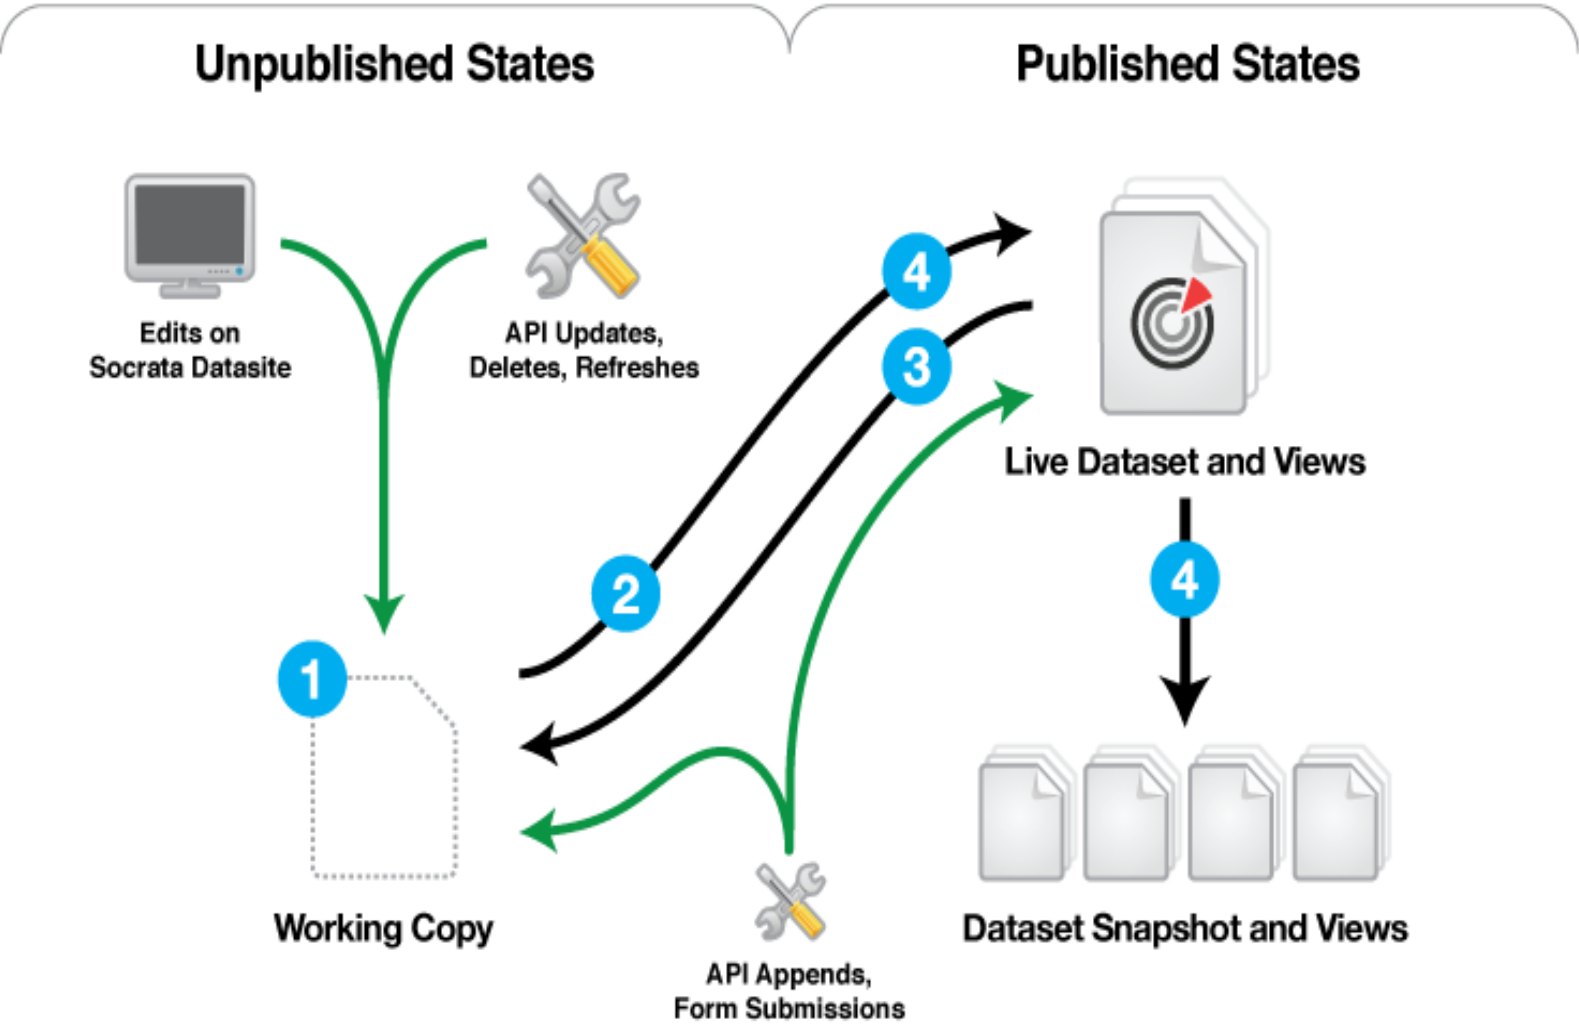 Unpublished States
Published States
Edits on
Socrata Datasite
API Updates,
Deletes, Refreshes
4
3
Live Dataset and Views
2
4
1
Working Copy
Dataset Snapshot and Views
API Appends,
Form Submissions